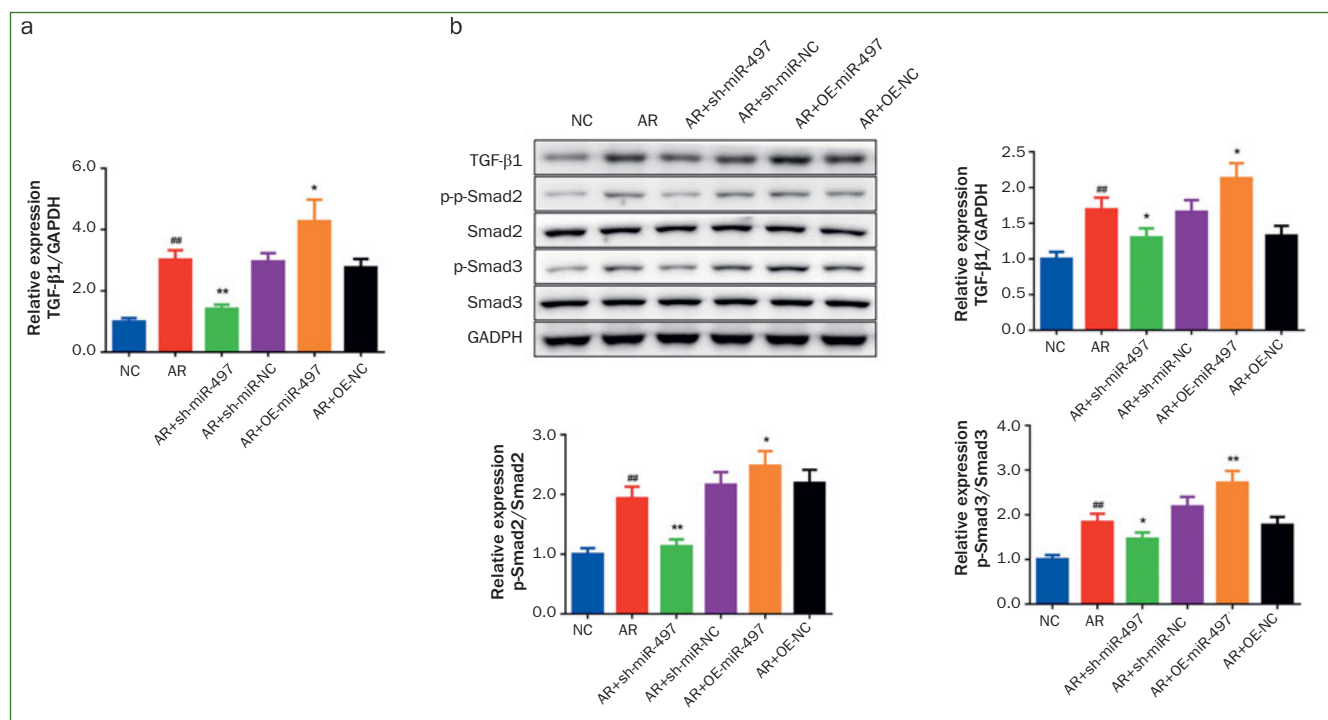 a
b
Relative expression
TGF-β1/GAPDH
6.0
4.0
2.0
0.0
##
**
*
NC
AR
AR+sh-miR-497
AR+sh-miR-NC
AR+OE-miR-497
AR+OE-NC
NC
AR
AR+sh-miR-497
AR+sh-miR-NC
AR+OE-miR-497
AR+OE-NC
TGF-β1
p-p-Smad2
Smad2
p-Smad3
Smad3
GADPH
Relative expression
TGF-β1/GAPDH
2.5
2.0
1.5
1.0
0.5
0.0
##
*
*
NC
AR
AR+sh-miR-497
AR+sh-miR-NC
AR+OE-miR-497
AR+OE-NC
Relative expression
p-Smad2/Smad2
3.0
2.0
1.0
0.0
##
**
*
NC
AR
AR+sh-miR-497
AR+sh-miR-NC
AR+OE-miR-497
AR+OE-NC
Relative expression
p-Smad3/Smad3
4.0
3.0
2.0
1.0
0.0
##
*
**
NC
AR
AR+sh-miR-497
AR+sh-miR-NC
AR+OE-miR-497
AR+OE-NC